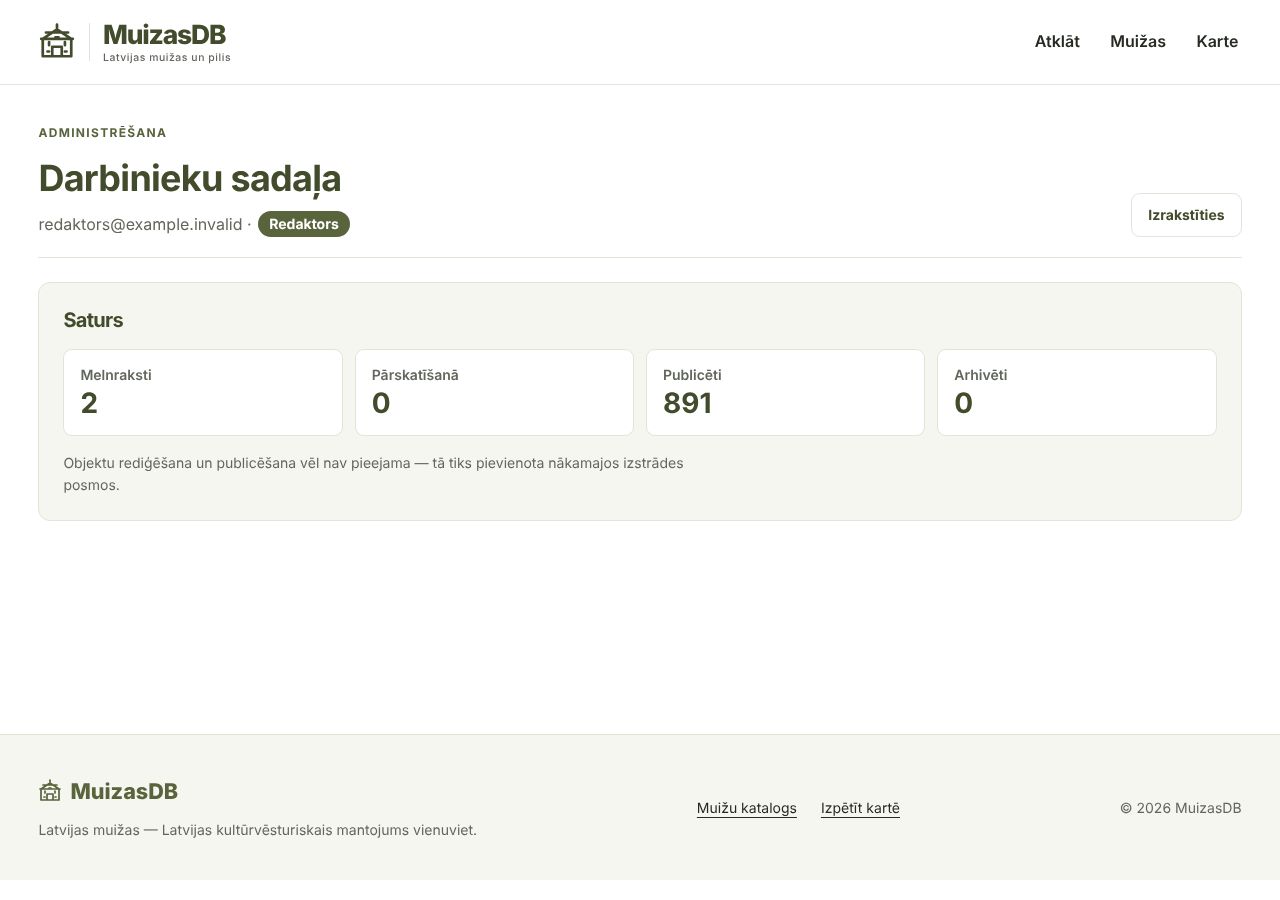 MuizasDB
Latvijas muižas un pilis
Atklāt
Muižas
Karte
ADMINISTRĒŠANA
Darbinieku sadaļa
redaktors@example.invalid · Redaktors
Izrakstīties
Saturs
Melnraksti
2
Pārskatīšanā
0
Publicēti
891
Arhivēti
0
Objektu rediģēšana un publicēšana vēl nav pieejama — tā tiks pievienota nākamajos izstrādes
posmos.
MuizasDB
Latvijas muižas — Latvijas kultūrvēsturiskais mantojums vienuviet.
Muižu katalogs
Izpētīt kartē
© 2026 MuizasDB